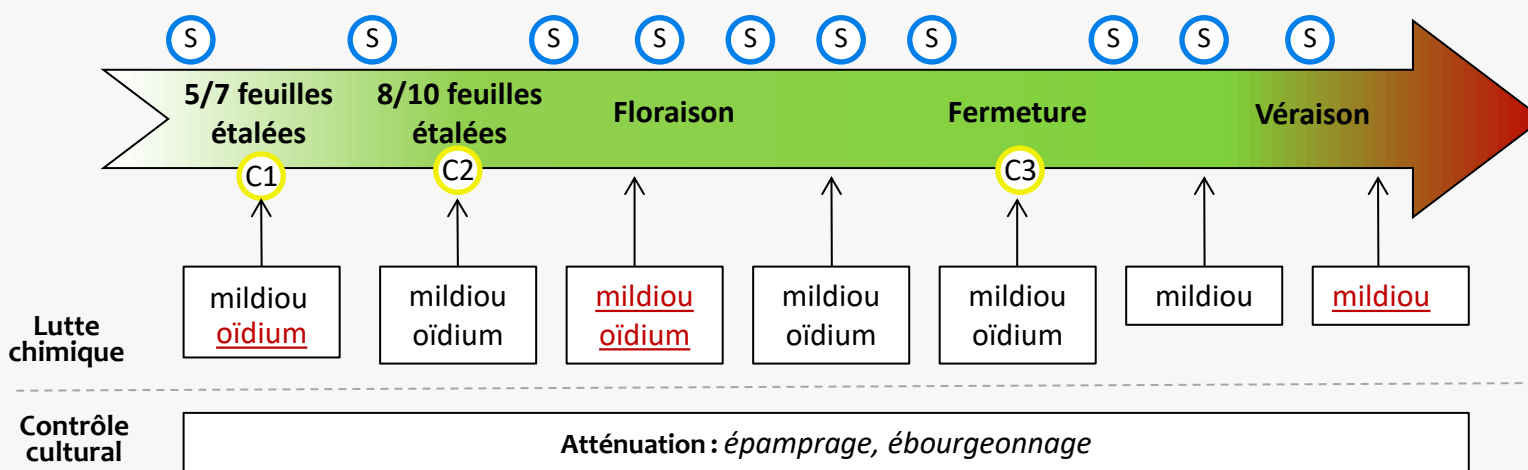 S S S S S S S S S S
5/7 feuilles
étalées
8/10 feuilles
étalées
Floraison
Fermeture
Véraison
C1
C2
C3
Lutte
chimique
mildiou
oïdium
mildiou
oïdium
mildiou
oïdium
mildiou
oïdium
mildiou
oïdium
mildiou
mildiou
Contrôle
cultural
Atténuation : épamprage, ébourgeonnage